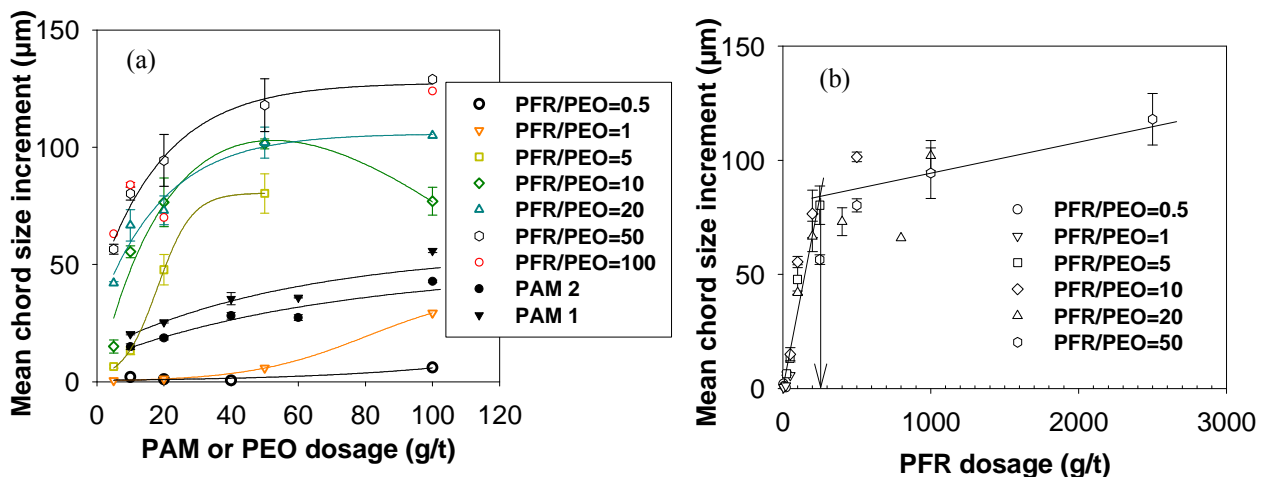 Mean chord size increment (µm)
150
100
50
0
(a)
0 20 40 60 80 100 120
PAM or PEO dosage (g/t)
PFR/PEO=0.5
PFR/PEO=1
PFR/PEO=5
PFR/PEO=10
PFR/PEO=20
PFR/PEO=50
PFR/PEO=100
PAM 2
PAM 1
Mean chord size increment (µm)
150
100
50
0
(b)
PFR/PEO=0.5
PFR/PEO=1
PFR/PEO=5
PFR/PEO=10
PFR/PEO=20
PFR/PEO=50
0 1000 2000 3000
PFR dosage (g/t)